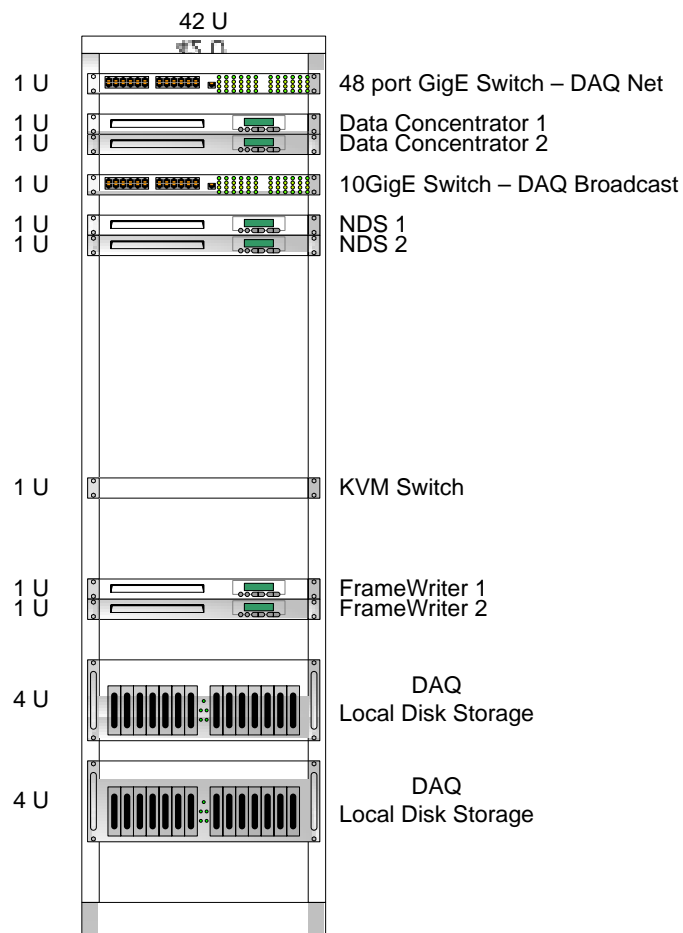 42 U
1 U 48 port GigE Switch – DAQ Net
1 U Data Concentrator 1
1 U Data Concentrator 2
1 U 10GigE Switch – DAQ Broadcast
1 U NDS 1
1 U NDS 2
1 U KVM Switch
1 U FrameWriter 1
1 U FrameWriter 2
DAQ
4 U Local Disk Storage
DAQ
4 U Local Disk Storage